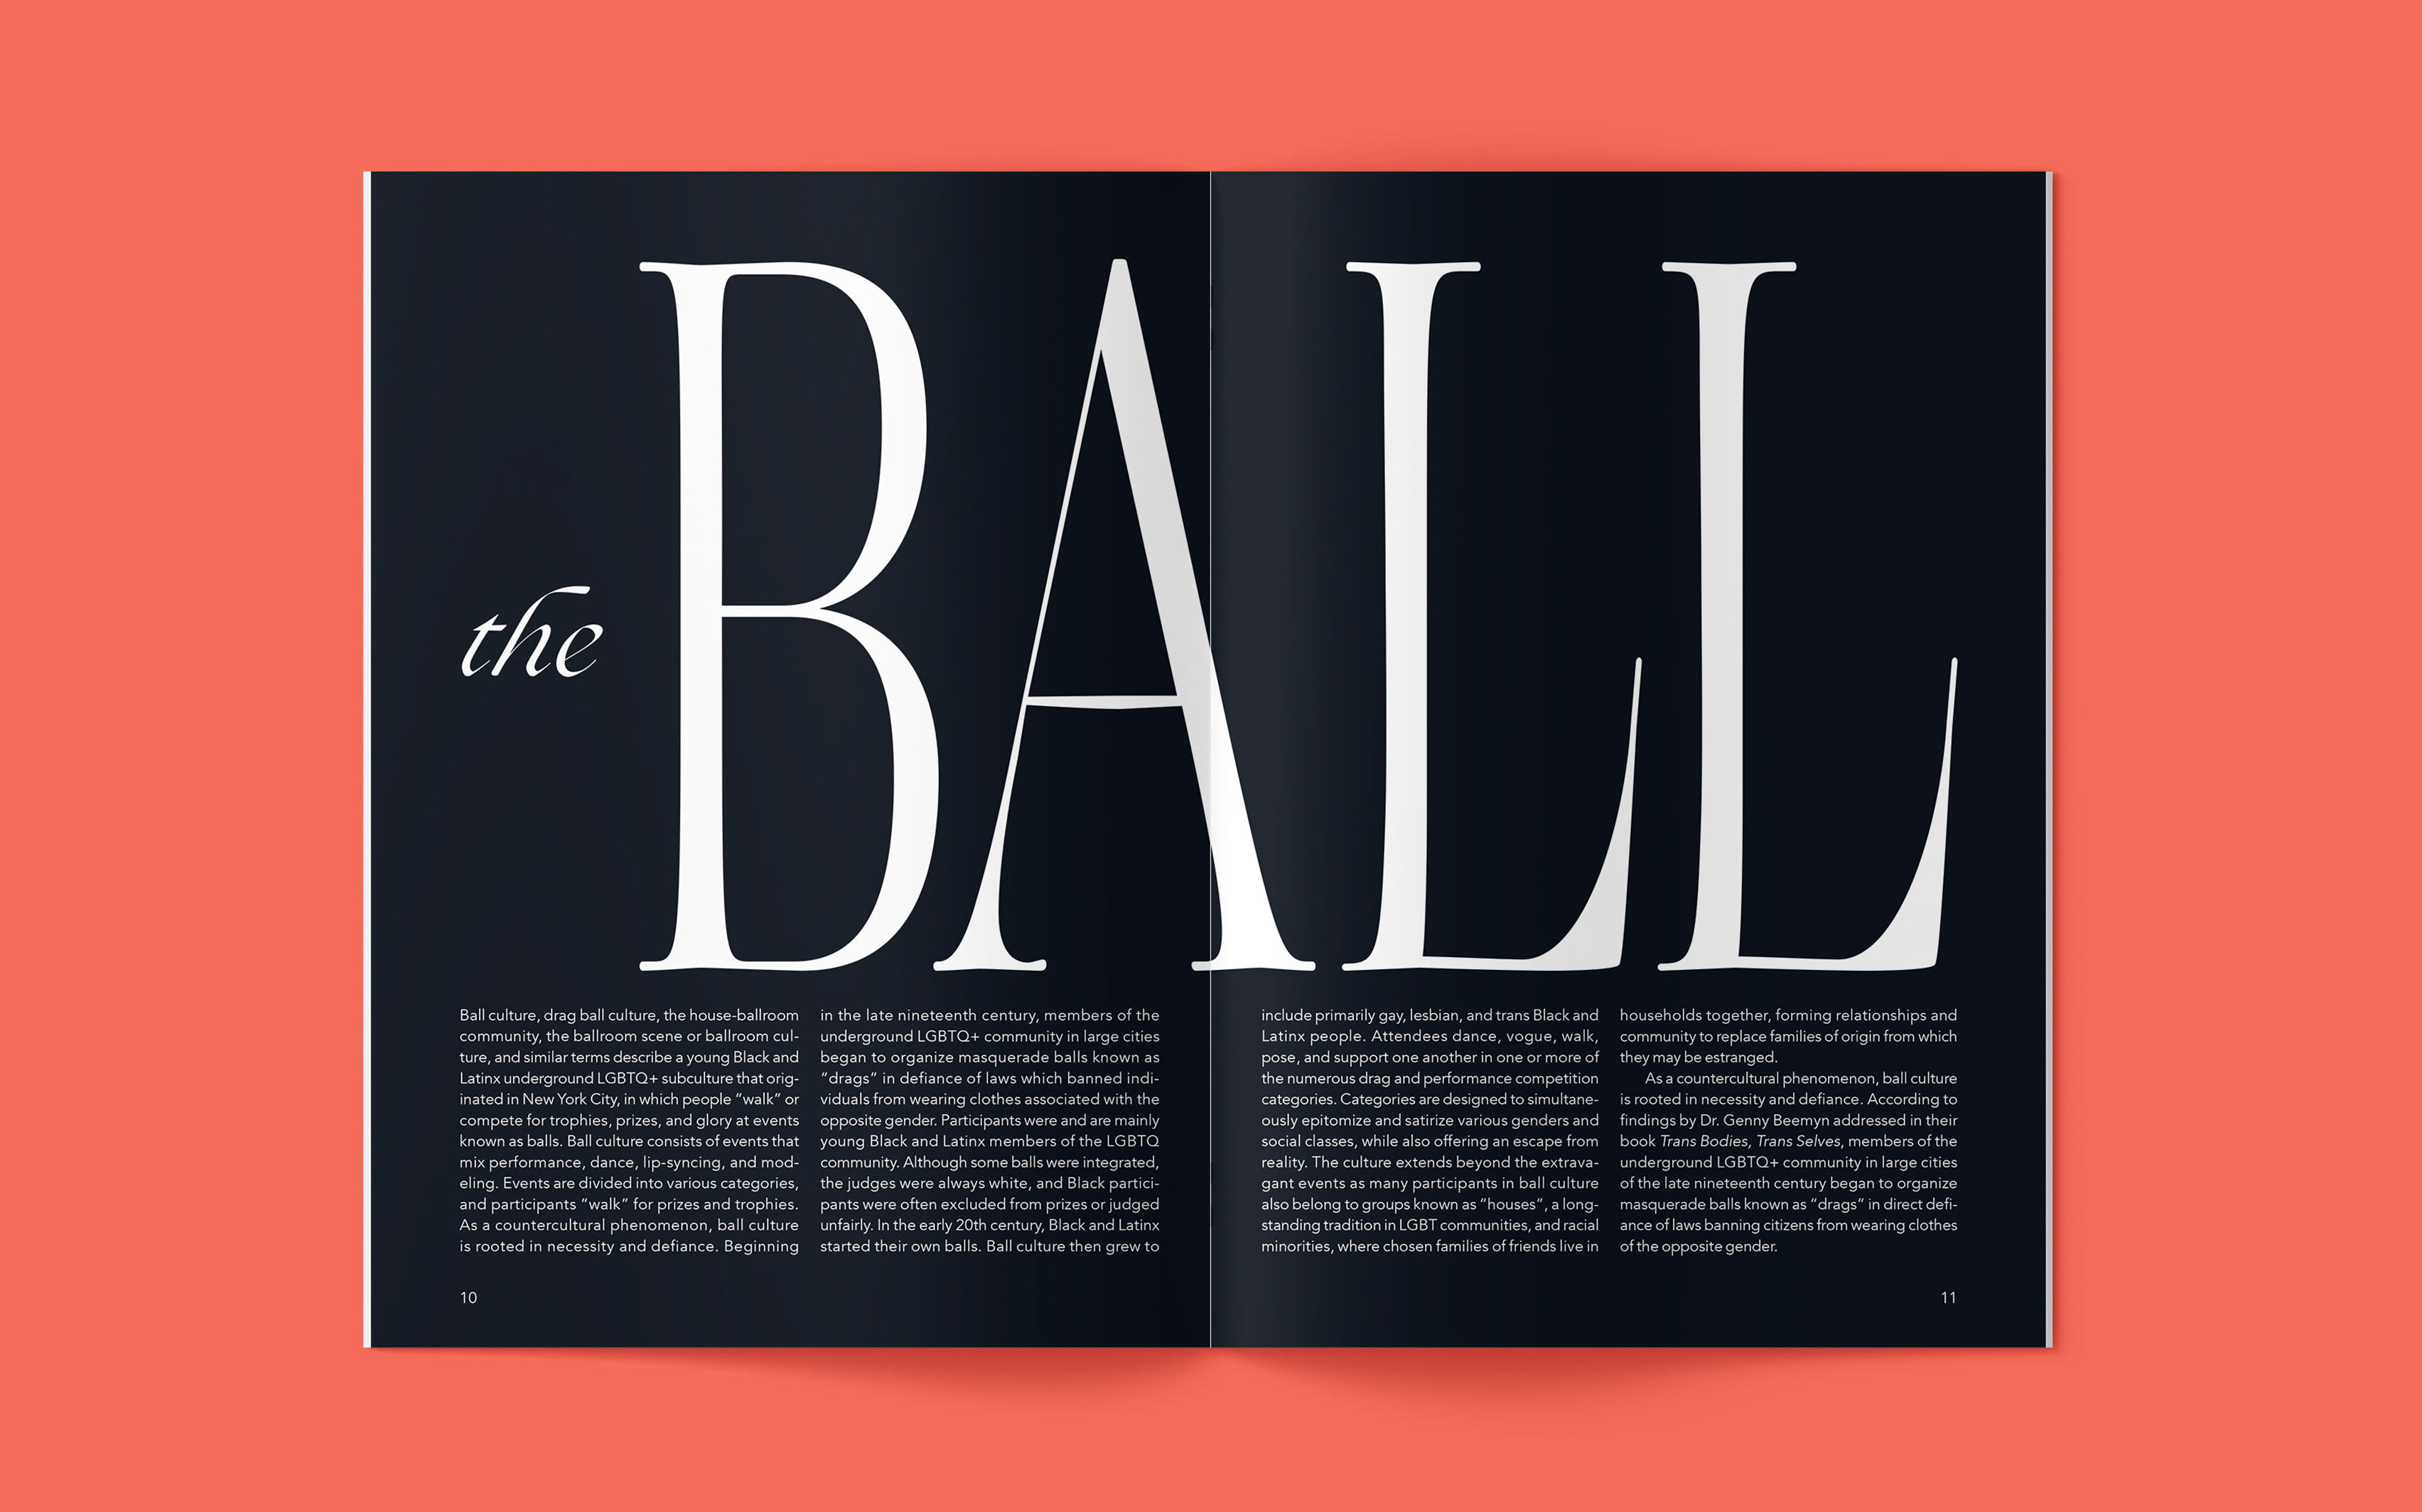 the BALL
Ball culture, drag ball culture, the house-ballroom
community, the ballroom scene or ballroom cul-
ture, and similar terms describe a young Black and
Latinx underground LGBTQ+ subculture that orig-
inated in New York City, in which people “walk” or
compete for trophies, prizes, and glory at events
known as balls. Ball culture consists of events that
mix performance, dance, lip-syncing, and mod-
eling. Events are divided into various categories,
and participants “walk” for prizes and trophies.
As a countercultural phenomenon, ball culture
is rooted in necessity and defiance. Beginning
in the late nineteenth century, members of the
underground LGBTQ+ community in large cities
began to organize masquerade balls known as
“drags” in defiance of laws which banned indi-
viduals from wearing clothes associated with the
opposite gender. Participants were and are mainly
young Black and Latinx members of the LGBTQ
community. Although some balls were integrated,
the judges were always white, and Black partici-
pants were often excluded from prizes or judged
unfairly. In the early 20th century, Black and Latinx
started their own balls. Ball culture then grew to
include primarily gay, lesbian, and trans Black and
Latinx people. Attendees dance, vogue, walk,
pose, and support one another in one or more of
the numerous drag and performance competition
categories. Categories are designed to simultane-
ously epitomize and satirize various genders and
social classes, while also offering an escape from
reality. The culture extends beyond the extrava-
gant events as many participants in ball culture
also belong to groups known as “houses”, a long-
standing tradition in LGBT communities, and racial
minorities, where chosen families of friends live in
households together, forming relationships and
community to replace families of origin from which
they may be estranged.
As a countercultural phenomenon, ball culture
is rooted in necessity and defiance. According to
findings by Dr. Genny Beemyn addressed in their
book Trans Bodies, Trans Selves, members of the
underground LGBTQ+ community in large cities
of the late nineteenth century began to organize
masquerade balls known as “drags” in direct defi-
ance of laws banning citizens from wearing clothes
of the opposite gender.
10
11